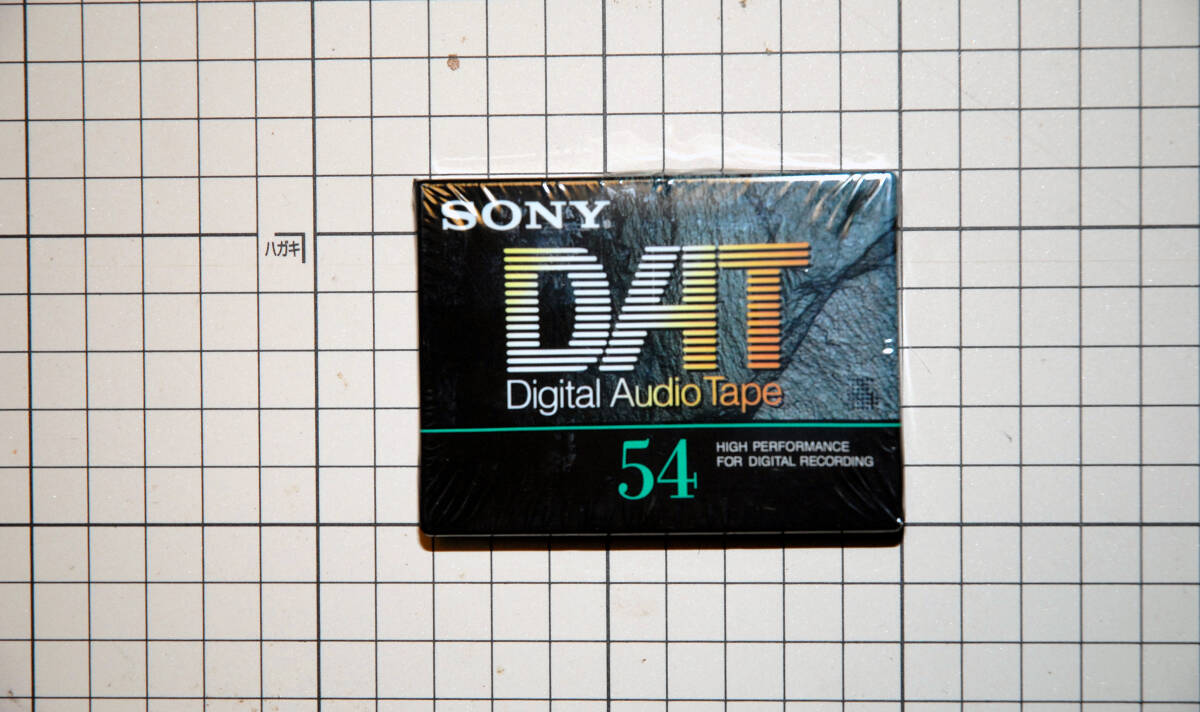 SONY
DAT
Digital Audio Tape
54
HIGH PERFORMANCE
FOR DIGITAL RECORDING
ハガキ